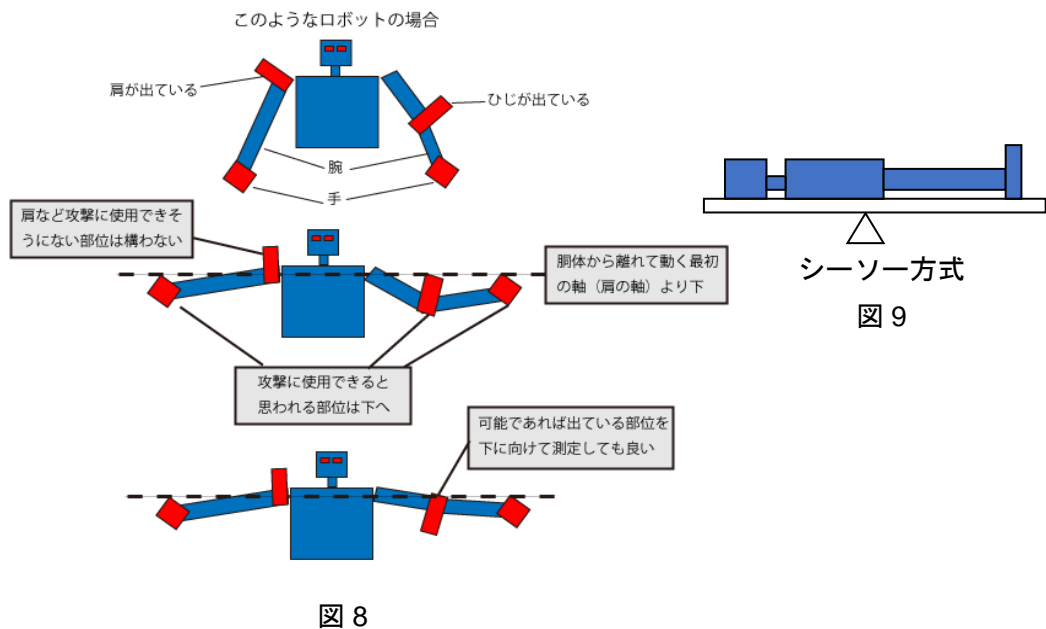 このようなロボットの場合
肩が出ている
ひじが出ている
腕
手
肩など攻撃に使用できそ
うにない部位は構わない
胴体から離れて動く最初
の軸（肩の軸）より下
攻撃に使用できると
思われる部位は下へ
可能であれば出ている部位を
下に向けて測定しても良い
図 8
シーソー方式
図 9